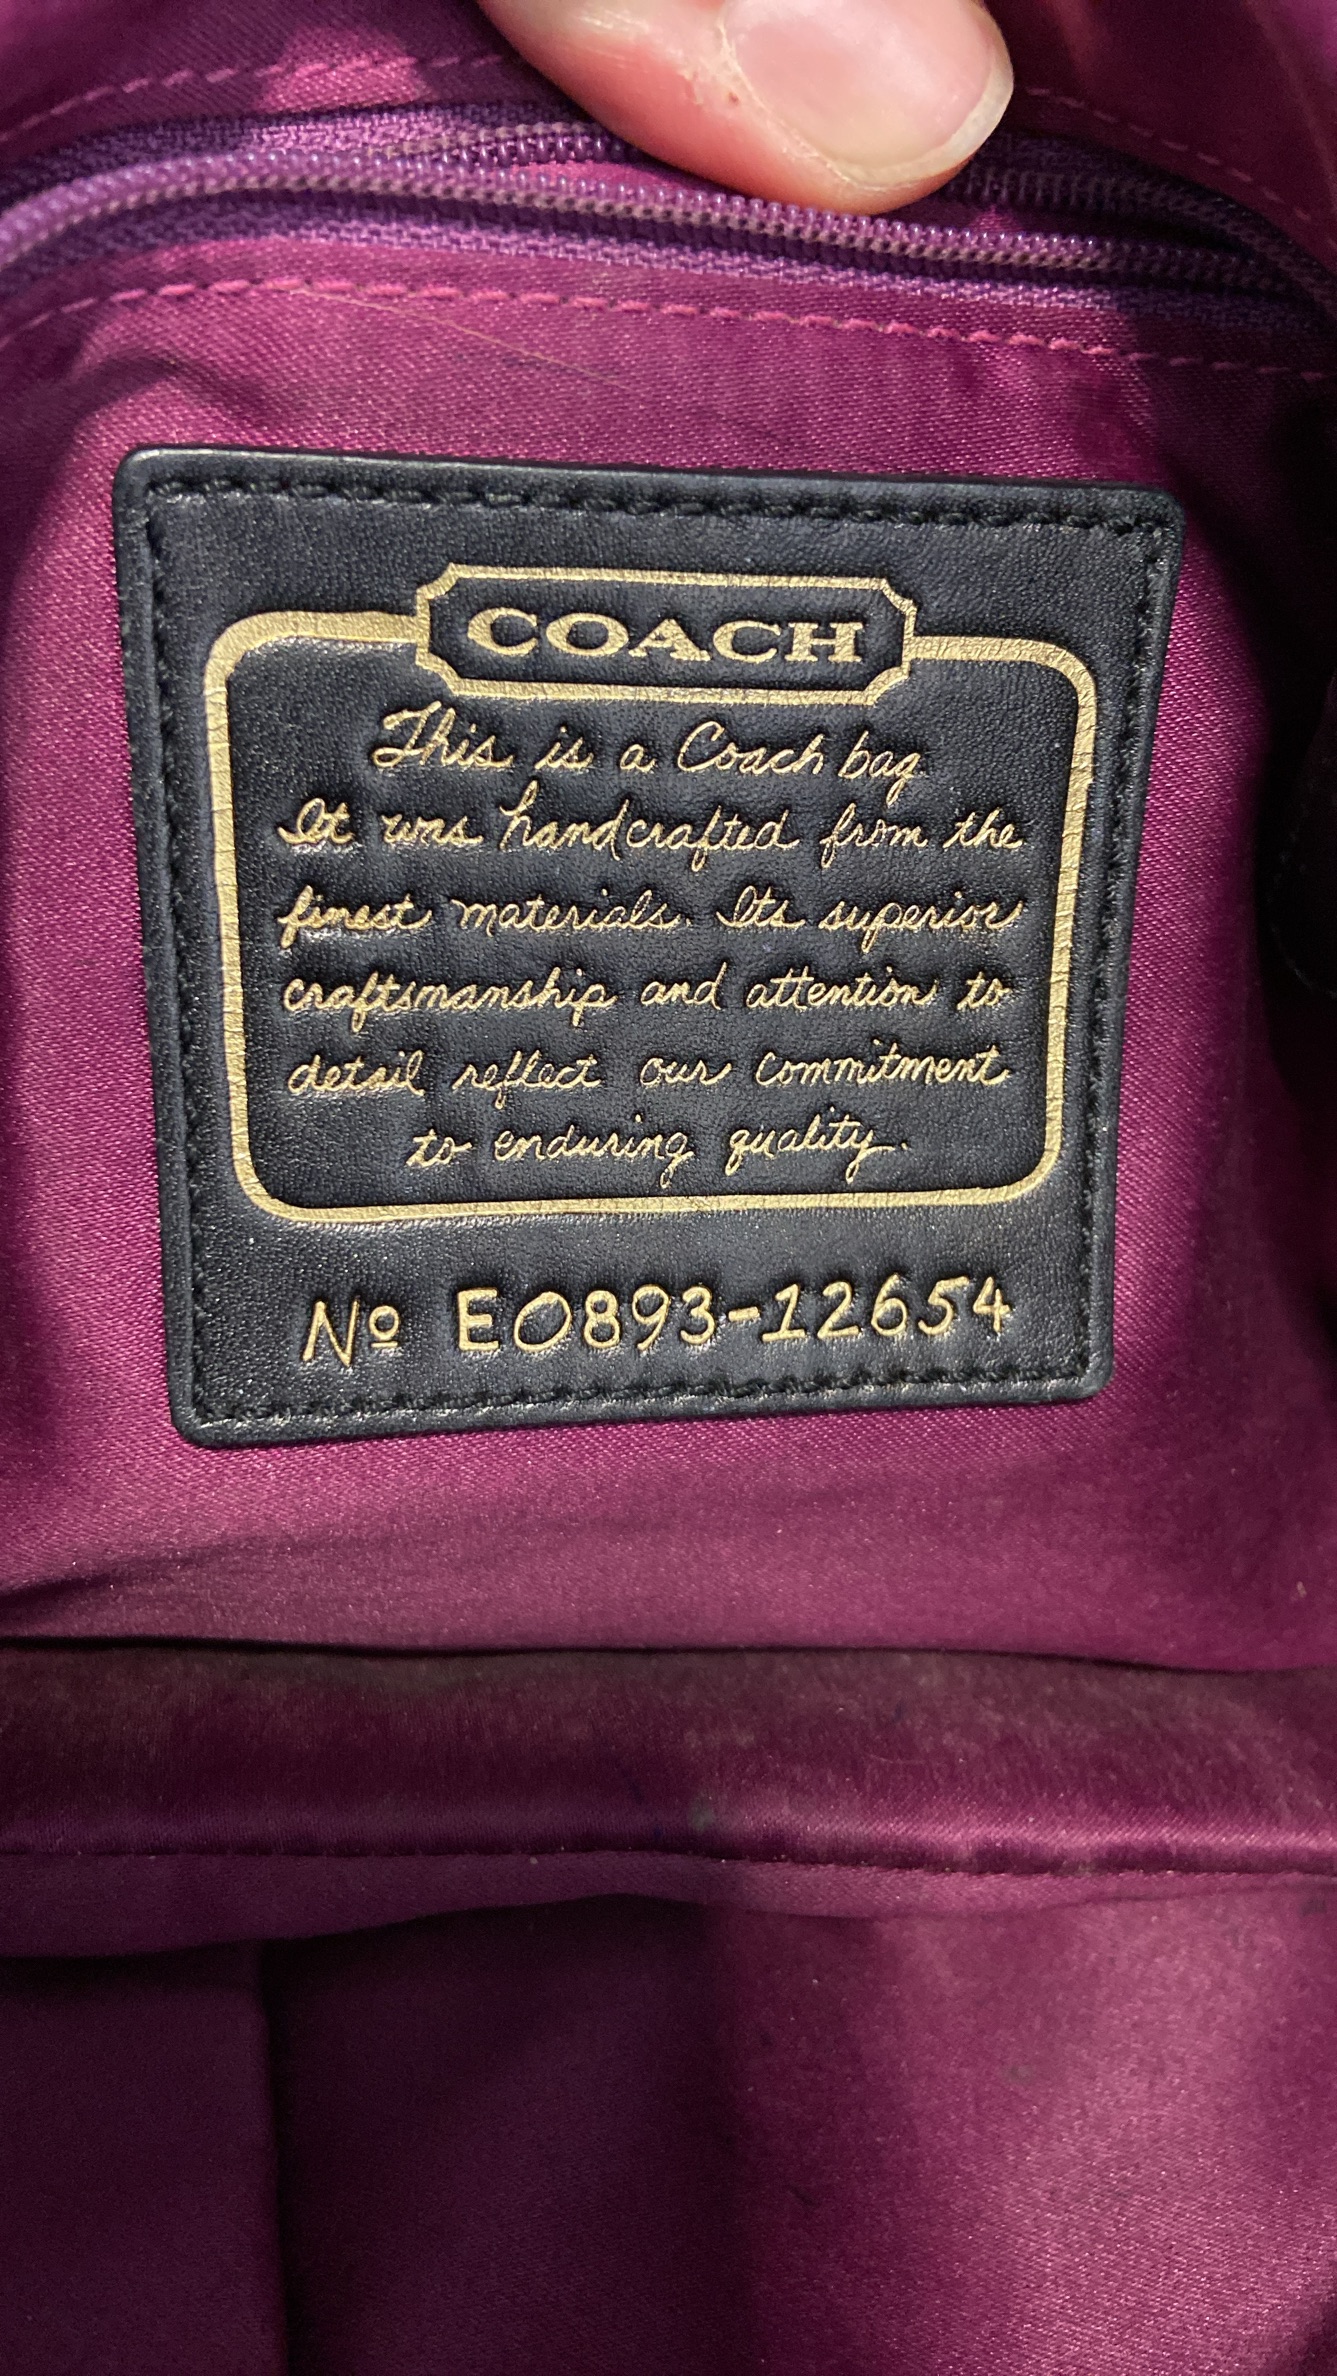 COACH
This is a Coach bag
It was handcrafted from the
finest materials. Its superior
craftsmanship and attention to
detail reflect our commitment
to enduring quality.
Nº EO893-12654